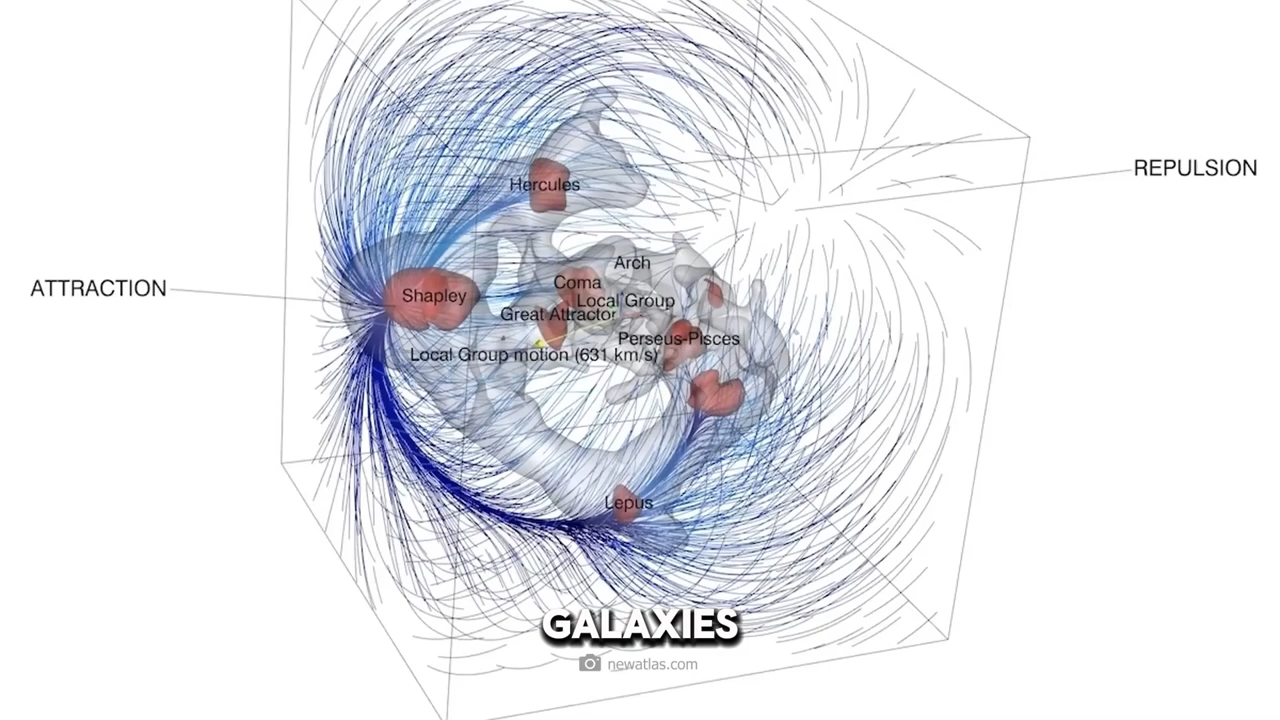 REPULSION
Hercules
Arch
Coma
ATTRACTION
Shapley
Local Group
Great Attractor
Perseus-Pisces
Local Group motion (631 km/s)
Lepus
GALAXIES
newatlas.com